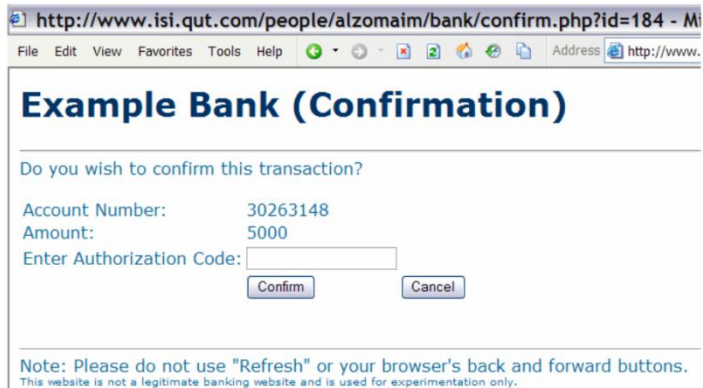 http://www.isi.qut.com/people/alzomaim/bank/confirm.php?id=184 - Mi
File Edit View Favorites Tools Help Address http://www.
Example Bank (Confirmation)
Do you wish to confirm this transaction?
Account Number: 30263148
Amount: 5000
Enter Authorization Code:
Confirm Cancel
Note: Please do not use "Refresh" or your browser's back and forward buttons.
This website is not a legitimate banking website and is used for experimentation only.